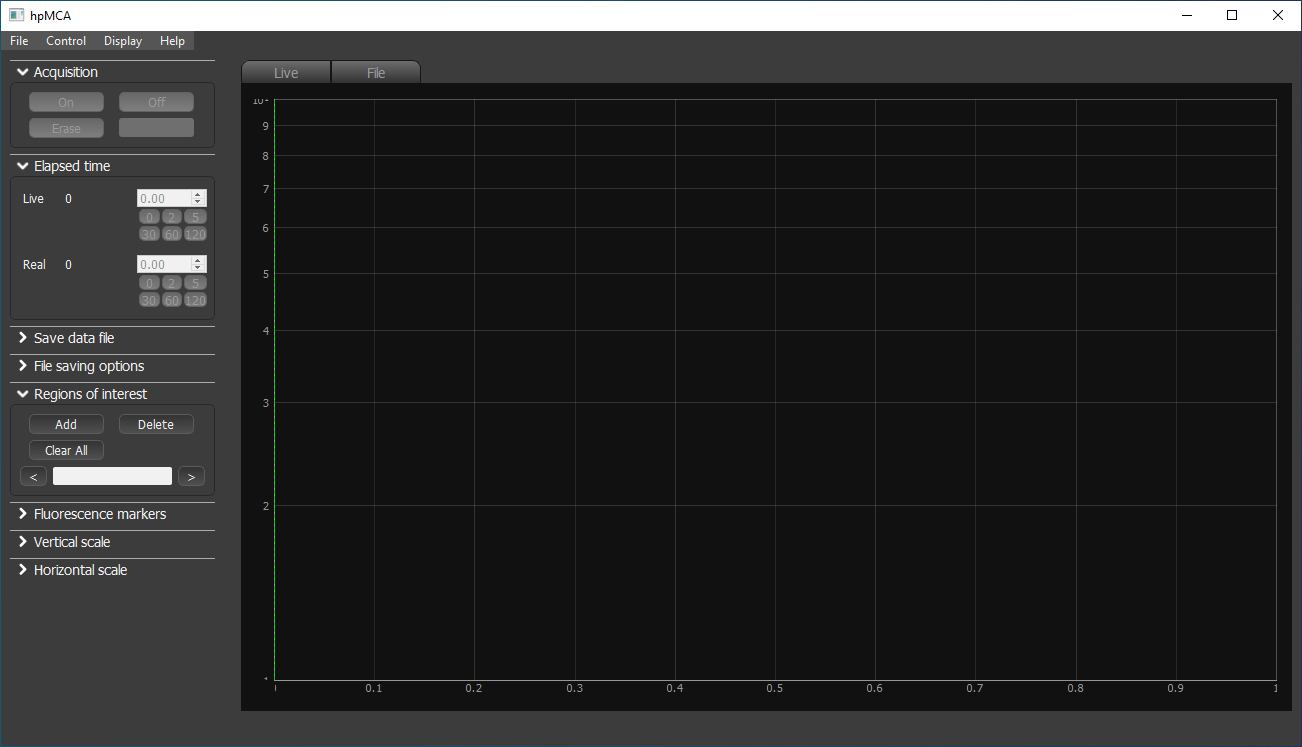 hpMCA
File Control Display Help
Acquisition
On Off
Erase
Elapsed time
Live 0 0.00
0 2 5
30 60 120
Real 0 0.00
0 2 5
30 60 120
Save data file
File saving options
Regions of interest
Add Delete
Clear All
< >
Fluorescence markers
Vertical scale
Horizontal scale
Live File
9
8
7
6
5
4
3
2
0.1 0.2 0.3 0.4 0.5 0.6 0.7 0.8 0.9 1